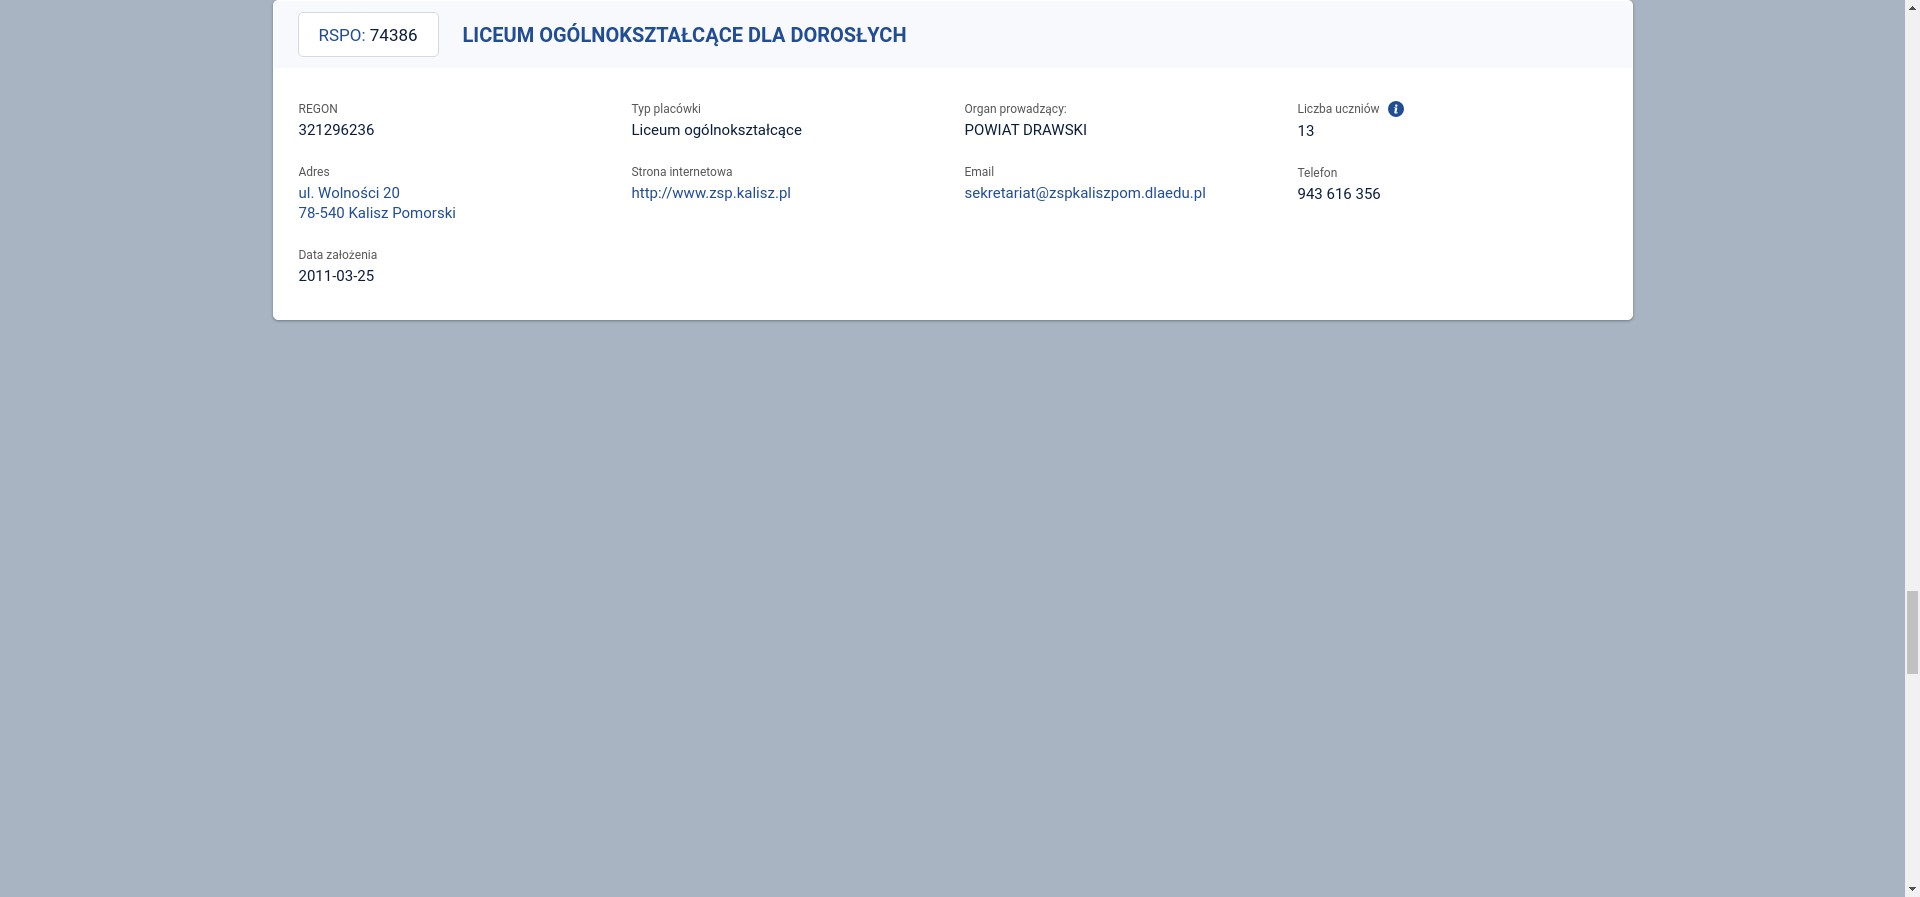 RSPO: 74386
LICEUM OGÓLNOKSZTAŁCĄCE DLA DOROSŁYCH
REGON
321296236
Typ placówki
Liceum ogólnokształcące
Organ prowadzący:
POWIAT DRAWSKI
Liczba uczniów
13
Adres
ul. Wolności 20
78-540 Kalisz Pomorski
Strona internetowa
http://www.zsp.kalisz.pl
Email
sekretariat@zspkaliszpom.dlaedu.pl
Telefon
943 616 356
Data założenia
2011-03-25